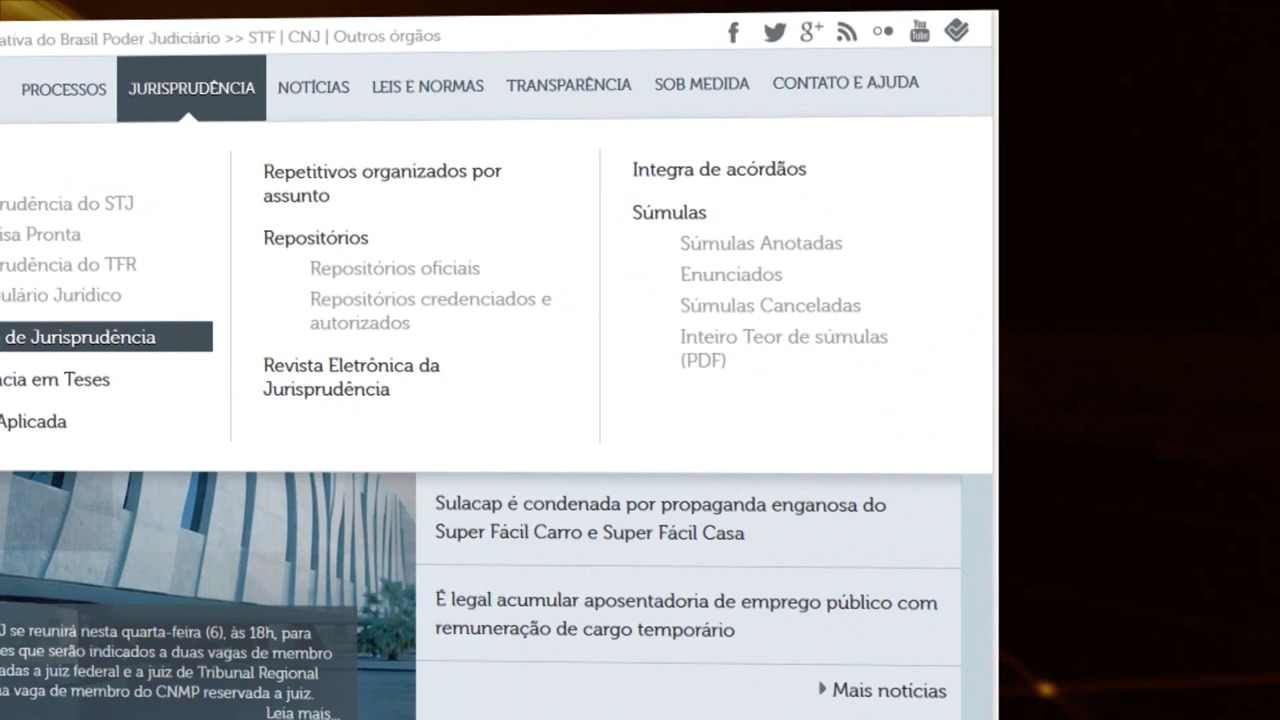 ativa do Brasil Poder Judiciário >> STF | CNJ | Outros órgãos
You Tube
PROCESSOS JURISPRUDÊNCIA NOTÍCIAS LEIS E NORMAS TRANSPARÊNCIA SOB MEDIDA CONTATO E AJUDA
rudência do STJ
isa Pronta
rudência do TFR
ulário Jurídico
de Jurisprudência
cia em Teses
Aplicada
Repetitivos organizados por
assunto
Repositórios
Repositórios oficiais
Repositórios credenciados e
autorizados
Revista Eletrônica da
Jurisprudência
Integra de acórdãos
Súmulas
Súmulas Anotadas
Enunciados
Súmulas Canceladas
Inteiro Teor de súmulas
(PDF)
J se reunirá nesta quarta-feira (6), às 18h, para
es que serão indicados a duas vagas de membro
adas a juiz federal e a juiz de Tribunal Regional
a vaga de membro do CNMP reservada a juiz.
Leia mais...
Sulacap é condenada por propaganda enganosa do
Super Fácil Carro e Super Fácil Casa
É legal acumular aposentadoria de emprego público com
remuneração de cargo temporário
Mais notícias